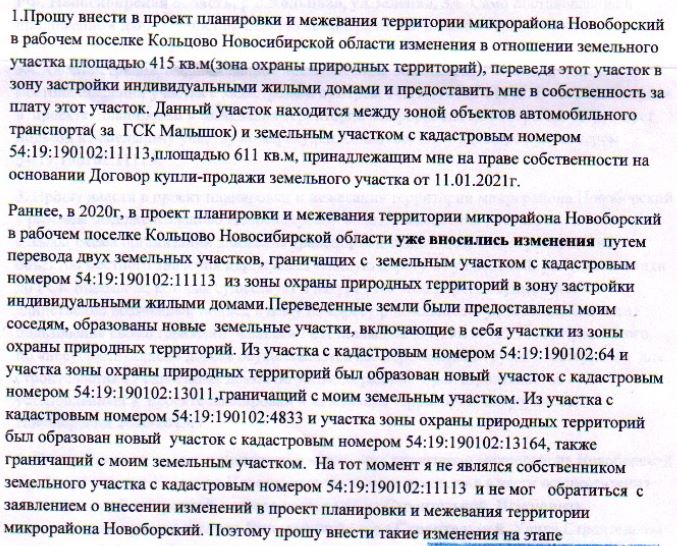 1.Прошу внести в проект планировки и межевания территории микрорайона Новоборский
в рабочем поселке Кольцово Новосибирской области изменения в отношении земельного
участка площадью 415 кв.м(зона охраны природных территорий), переведя этот участок в
зону застройки индивидуальными жилыми домами и предоставить мне в собственность за
плату этот участок. Данный участок находится между зоной объектов автомобильного
транспорта( за ГСК Малышок) и земельным участком с кадастровым номером
54:19:190102:11113,площадью 611 кв.м, принадлежащим мне на праве собственности на
основании Договор купли-продажи земельного участка от 11.01.2021г.
Раннее, в 2020г, в проект планировки и межевания территории микрорайона Новоборский
в рабочем поселке Кольцово Новосибирской области уже вносились изменения путем
перевода двух земельных участков, граничащих с земельным участком с кадастровым
номером 54:19:190102:11113 из зоны охраны природных территорий в зону застройки
индивидуальными жилыми домами.Переведенные земли были предоставлены моим
соседям, образованы новые земельные участки, включающие в себя участки из зоны
охраны природных территорий. Из участка с кадастровым номером 54:19:190102:64 и
участка зоны охраны природных территорий был образован новый участок с кадастровым
номером 54:19:190102:13011,граничащий с моим земельным участком. Из участка с
кадастровым номером 54:19:190102:4833 и участка зоны охраны природных территорий
был образован новый участок с кадастровым номером 54:19:190102:13164, также
граничащий с моим земельным участком. На тот момент я не являлся собственником
земельного участка с кадастровым номером 54:19:190102:11113 и не мог обратиться с
заявлением о внесении изменений в проект планировки и межевания территории
микрорайона Новоборский. Поэтому прошу внести такие изменения на этапе